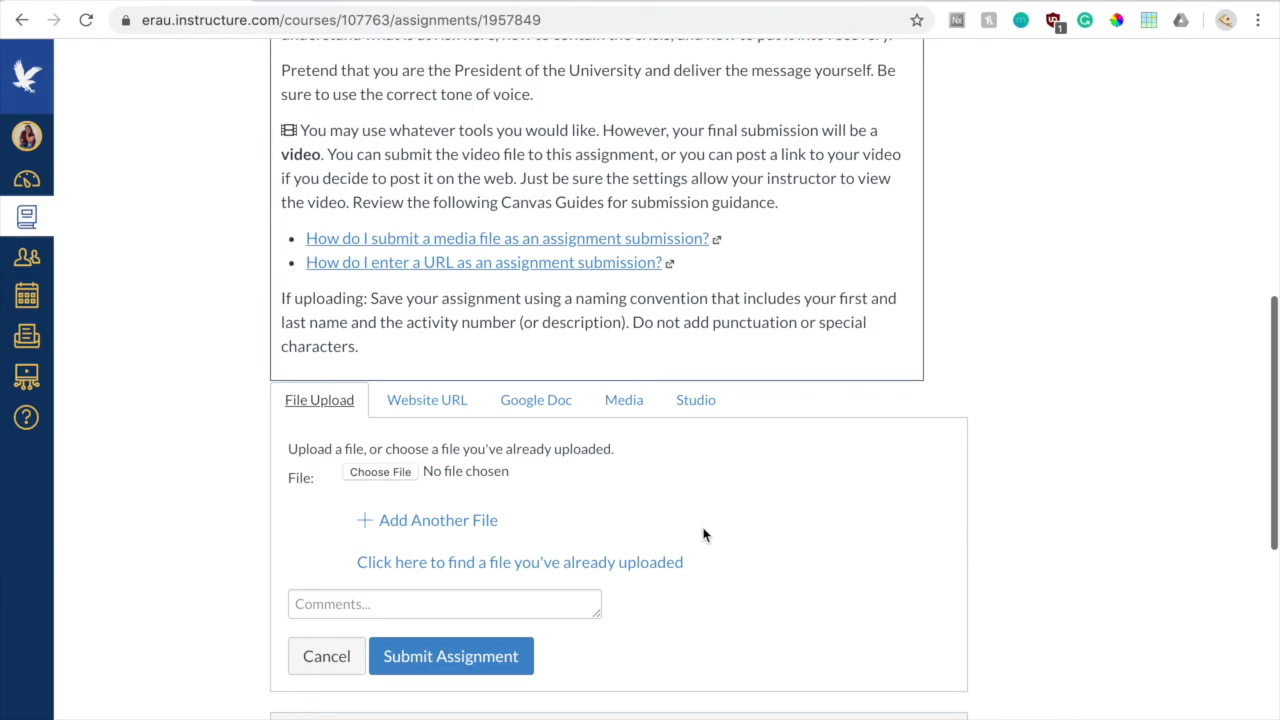 erau.instructure.com/courses/107763/assignments/1957849
Nx
1
Pretend that you are the President of the University and deliver the message yourself. Be
sure to use the correct tone of voice.
You may use whatever tools you would like. However, your final submission will be a
video. You can submit the video file to this assignment, or you can post a link to your video
if you decide to post it on the web. Just be sure the settings allow your instructor to view
the video. Review the following Canvas Guides for submission guidance.
• How do I submit a media file as an assignment submission?
• How do I enter a URL as an assignment submission?
If uploading: Save your assignment using a naming convention that includes your first and
last name and the activity number (or description). Do not add punctuation or special
characters.
File Upload Website URL Google Doc Media Studio
Upload a file, or choose a file you've already uploaded.
File: Choose File No file chosen
Add Another File
Click here to find a file you've already uploaded
Comments...
Cancel Submit Assignment